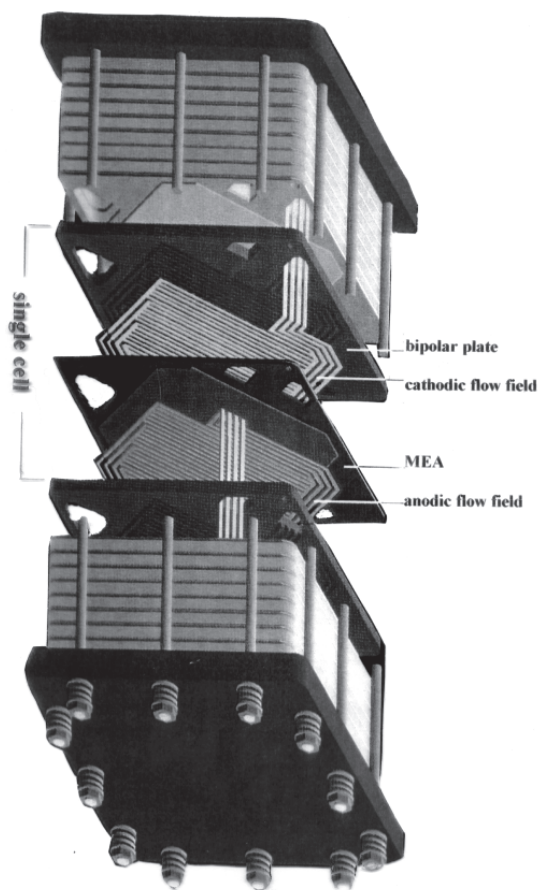 single cell
bipolar plate
cathodic flow field
MEA
anodic flow field